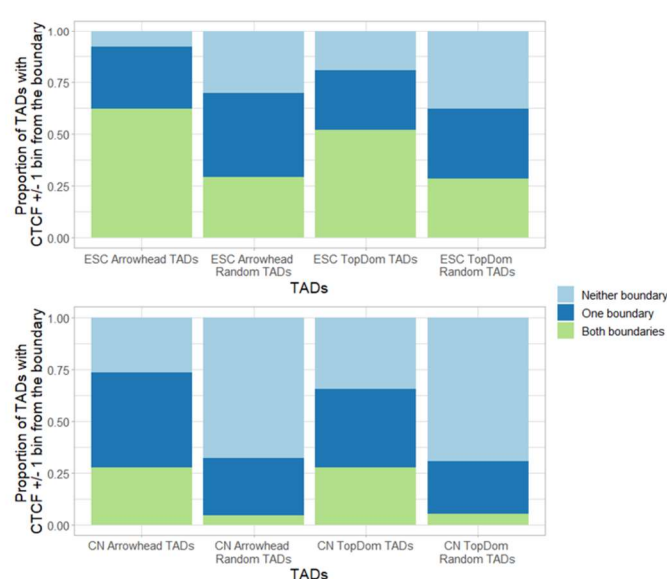 Proportion of TADs with
CTCF +/- 1 bin from the boundary
1.00
0.75
0.50
0.25
0.00
ESC Arrowhead TADs
ESC Arrowhead
Random TADs
ESC TopDom TADs
ESC TopDom
Random TADs
TADs
Neither boundary
One boundary
Both boundaries
Proportion of TADs with
CTCF +/- 1 bin from the boundary
1.00
0.75
0.50
0.25
0.00
CN Arrowhead TADs
CN Arrowhead
Random TADs
CN TopDom TADs
CN TopDom
Random TADs
TADs